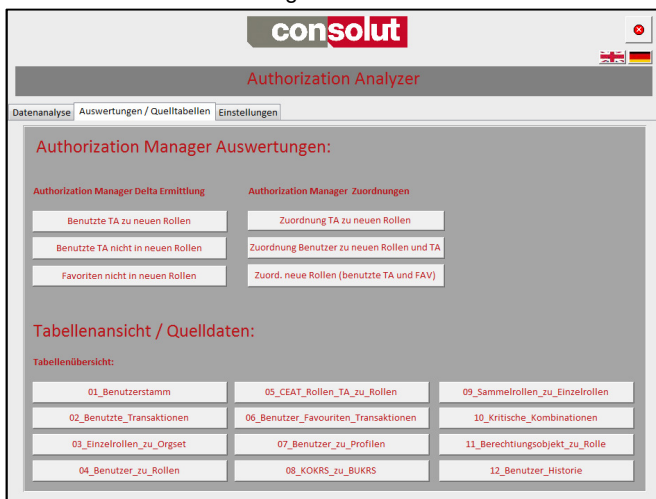 consolut
Authorization Analyzer
Datenanalyse Auswertungen / Quelltabellen Einstellungen
Authorization Manager Auswertungen:
Authorization Manager Delta Ermittlung Authorization Manager Zuordnungen
Benutzte TA zu neuen Rollen Zuordnung TA zu neuen Rollen
Benutzte TA nicht in neuen Rollen Zuordnung Benutzer zu neuen Rollen und TA
Favoriten nicht in neuen Rollen Zuord. neue Rollen (benutzte TA und FAV)
Tabellenansicht / Quelldaten:
Tabellenübersicht:
01_Benutzerstamm 05_CEAT_Rollen_TA_zu_Rollen 09_Sammelrollen_zu_Einzelrollen
02_Benutzte_Transaktionen 06_Benutzer_Favouriten_Transaktionen 10_Kritische_Kombinationen
03_Einzelrollen_zu_Orgset 07_Benutzer_zu_Profilen 11_Berechtiungsobjekt_zu_Rolle
04_Benutzer_zu_Rollen 08_KOKRS_zu_BUKRS 12_Benutzer_Historie